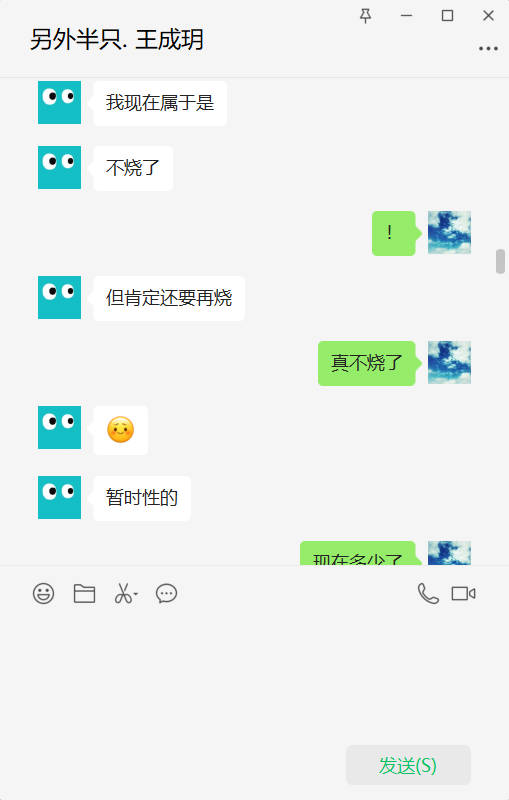 另外半只. 王成玥
我现在属于是
不烧了
！
但肯定还要再烧
真不烧了
暂时性的
现在多少了
发送(S)